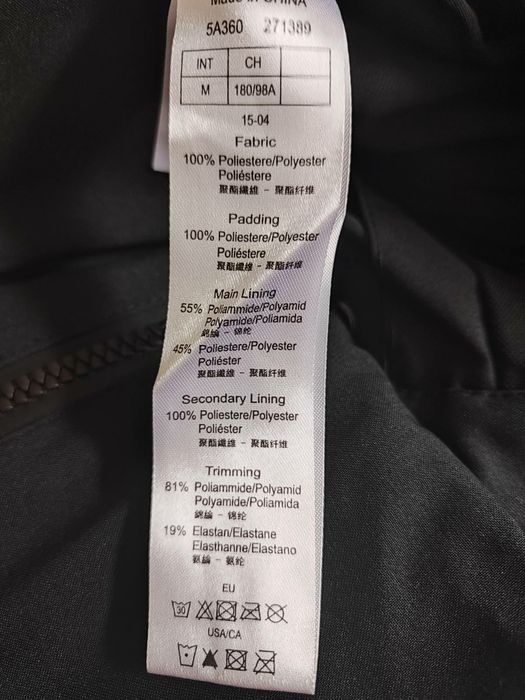 Made in CHINA
5A360 271389
INT CH
M 180/98A
15-04
Fabric
100% Poliestere/Polyester
Poliéstere
聚酯纖維 - 聚酯纤维
Padding
100% Poliestere/Polyester
Poliéstere
聚酯纖維 - 聚酯纤维
Main Lining
55% Poliammide/Polyamid
Polyamide/Poliamida
錦綸 - 锦纶
45% Poliestere/Polyester
Poliéster
聚酯纖維 - 聚酯纤维
Secondary Lining
100% Poliestere/Polyester
Poliéster
聚酯纖維 - 聚酯纤维
Trimming
81% Poliammide/Polyamid
Polyamide/Poliamida
錦綸 - 锦纶
19% Elastan/Elastane
Elasthanne/Elastano
氨綸 - 氨纶
EU
30
USA/CA